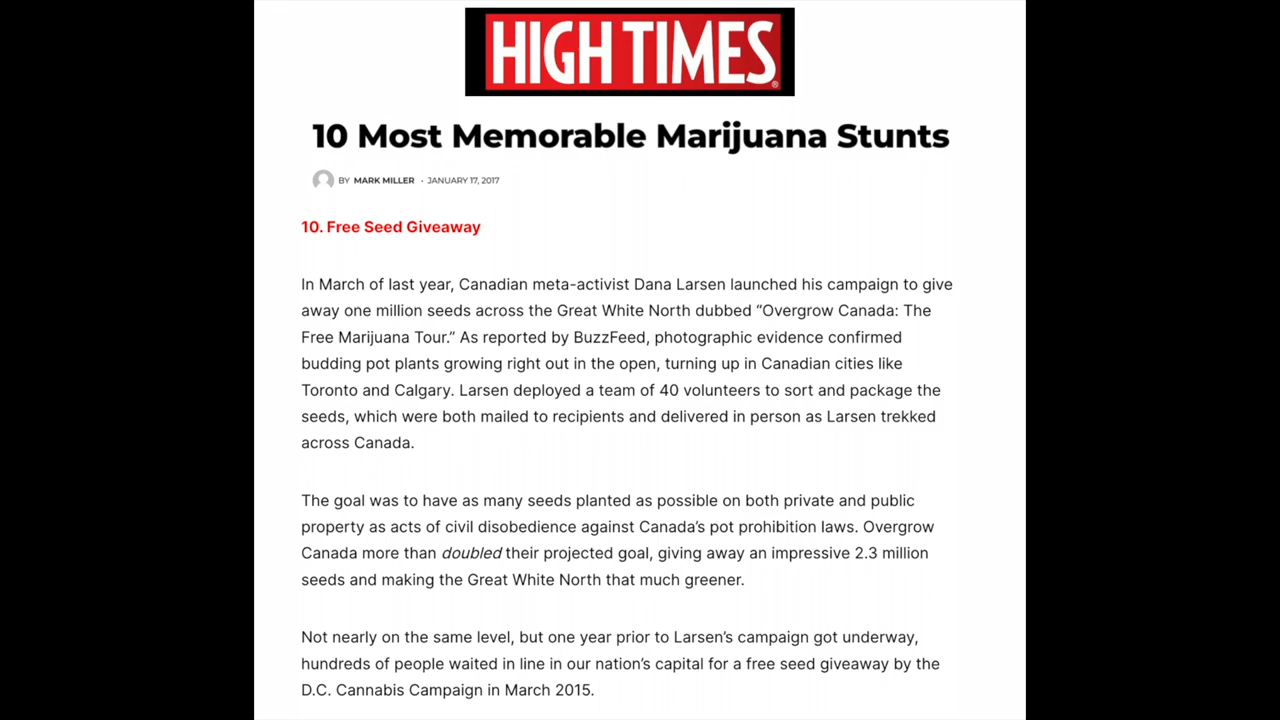 HIGH TIMES®
10 Most Memorable Marijuana Stunts
BY MARK MILLER · JANUARY 17, 2017
10. Free Seed Giveaway
In March of last year, Canadian meta-activist Dana Larsen launched his campaign to give
away one million seeds across the Great White North dubbed “Overgrow Canada: The
Free Marijuana Tour.” As reported by BuzzFeed, photographic evidence confirmed
budding pot plants growing right out in the open, turning up in Canadian cities like
Toronto and Calgary. Larsen deployed a team of 40 volunteers to sort and package the
seeds, which were both mailed to recipients and delivered in person as Larsen trekked
across Canada.
The goal was to have as many seeds planted as possible on both private and public
property as acts of civil disobedience against Canada’s pot prohibition laws. Overgrow
Canada more than doubled their projected goal, giving away an impressive 2.3 million
seeds and making the Great White North that much greener.
Not nearly on the same level, but one year prior to Larsen’s campaign got underway,
hundreds of people waited in line in our nation’s capital for a free seed giveaway by the
D.C. Cannabis Campaign in March 2015.